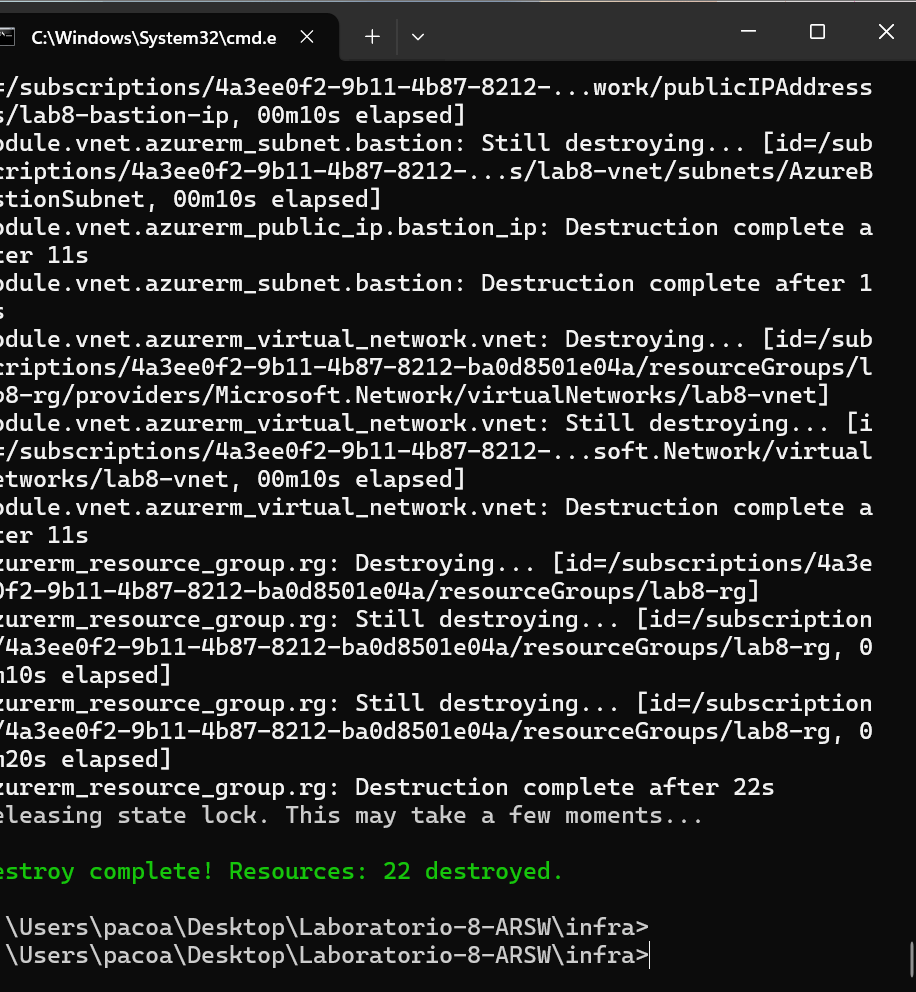 C:\Windows\System32\cmd.e
=/subscriptions/4a3ee0f2-9b11-4b87-8212-...work/publicIPAddress
s/lab8-bastion-ip, 00m10s elapsed]
odule.vnet.azurerm_subnet.bastion: Still destroying... [id=/sub
criptions/4a3ee0f2-9b11-4b87-8212-...s/lab8-vnet/subnets/AzureB
stionSubnet, 00m10s elapsed]
odule.vnet.azurerm_public_ip.bastion_ip: Destruction complete a
ter 11s
odule.vnet.azurerm_subnet.bastion: Destruction complete after 1
s
odule.vnet.azurerm_virtual_network.vnet: Destroying... [id=/sub
criptions/4a3ee0f2-9b11-4b87-8212-ba0d8501e04a/resourceGroups/l
b8-rg/providers/Microsoft.Network/virtualNetworks/lab8-vnet]
odule.vnet.azurerm_virtual_network.vnet: Still destroying... [i
=/subscriptions/4a3ee0f2-9b11-4b87-8212-...soft.Network/virtual
etworks/lab8-vnet, 00m10s elapsed]
odule.vnet.azurerm_virtual_network.vnet: Destruction complete a
ter 11s
zurerm_resource_group.rg: Destroying... [id=/subscriptions/4a3e
0f2-9b11-4b87-8212-ba0d8501e04a/resourceGroups/lab8-rg]
zurerm_resource_group.rg: Still destroying... [id=/subscription
/4a3ee0f2-9b11-4b87-8212-ba0d8501e04a/resourceGroups/lab8-rg, 0
m10s elapsed]
zurerm_resource_group.rg: Still destroying... [id=/subscription
/4a3ee0f2-9b11-4b87-8212-ba0d8501e04a/resourceGroups/lab8-rg, 0
m20s elapsed]
zurerm_resource_group.rg: Destruction complete after 22s
eleasing state lock. This may take a few moments...
estroy complete! Resources: 22 destroyed.
\Users\pacoa\Desktop\Laboratorio-8-ARSW\infra>
\Users\pacoa\Desktop\Laboratorio-8-ARSW\infra>